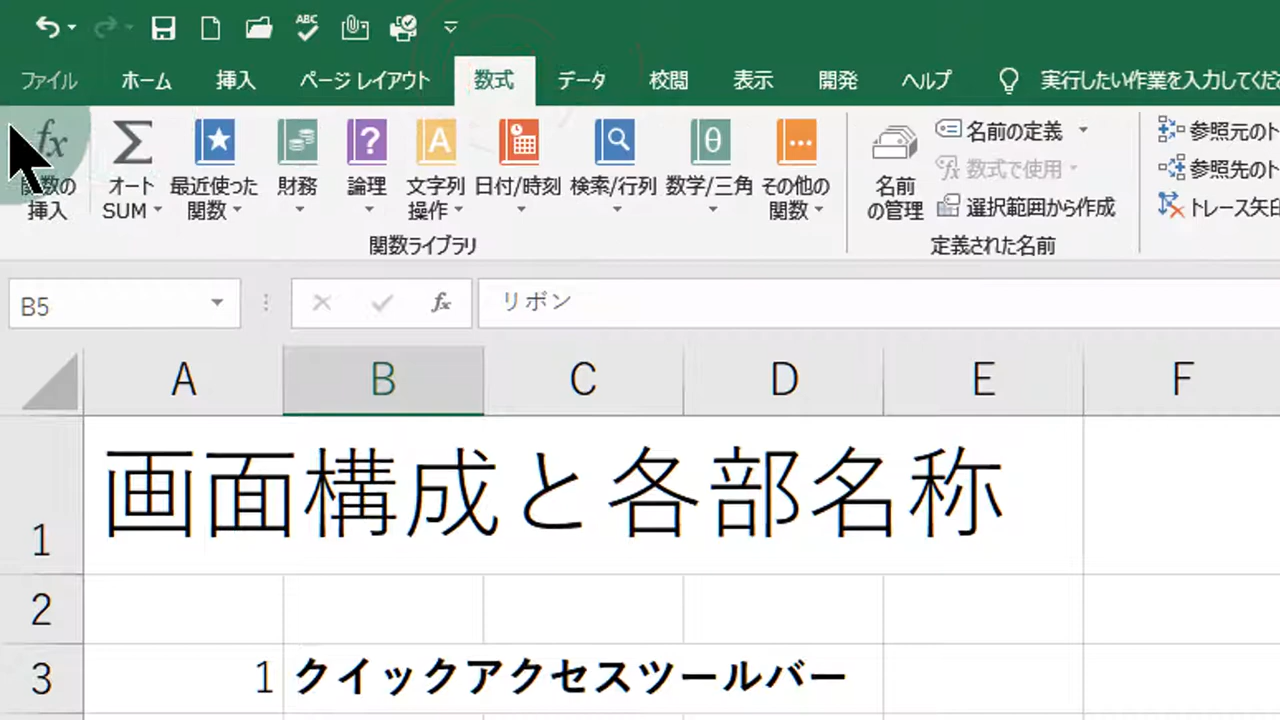 ABC
ファイル ホーム 挿入 ページ レイアウト 数式 データ 校閲 表示 開発 ヘルプ 実行したい作業を入力してくだ
fx Σ A ? θ
関数の挿入 オートSUM 最近使った関数 財務 論理 文字列操作 日付/時刻 検索/行列 数学/三角 その他の関数 名前の管理
名前の定義 参照元のト
数式で使用 参照先のト
選択範囲から作成 トレース矢印
関数ライブラリ 定義された名前
B5 fx リボン
A B C D E F
1 画面構成と各部名称
2
3 1 クイックアクセスツールバー